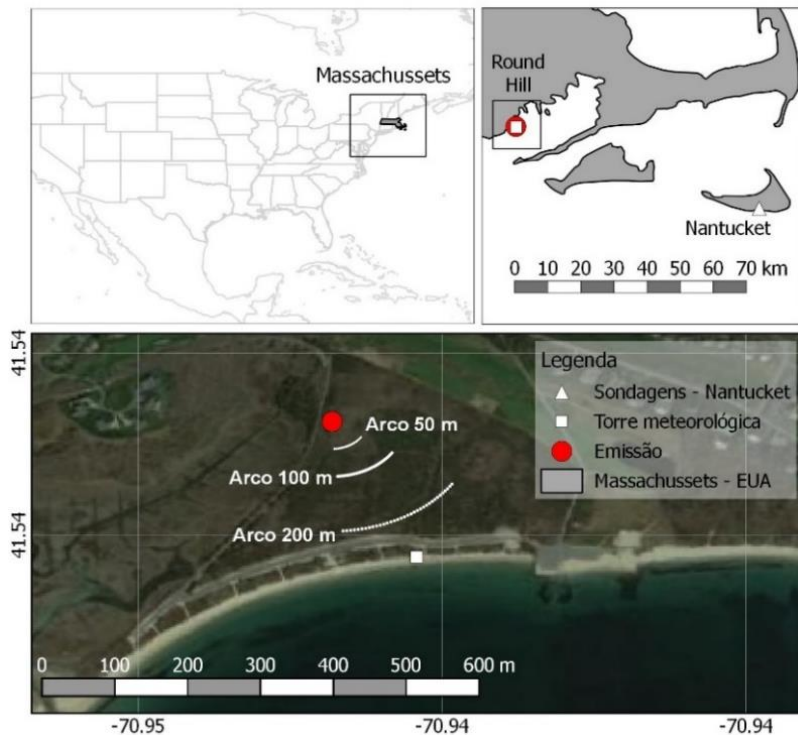 Massachussets
Round
Hill
Nantucket
0 10 20 30 40 50 60 70 km
41.54
41.54
Legenda
Sondagens - Nantucket
Torre meteorológica
Emissão
Massachussets - EUA
Arco 50 m
Arco 100 m
Arco 200 m
0 100 200 300 400 500 600 m
-70.95 -70.94 -70.94